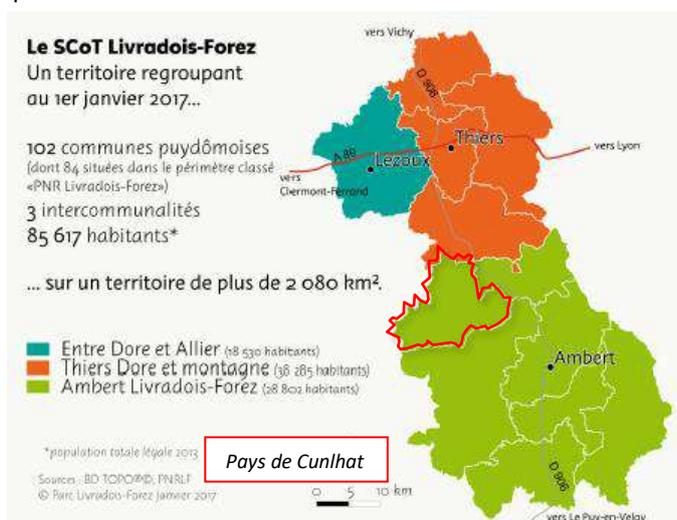 Le SCoT Livradois-Forez
Un territoire regroupant
au 1er janvier 2017...
102 communes puydômoises
(dont 84 situées dans le périmètre classé
«PNR Livradois-Forez»)
3 intercommunalités
85 617 habitants*
... sur un territoire de plus de 2 080 km².
Entre Dore et Allier (18 530 habitants)
Thiers Dore et montagne (38 285 habitants)
Ambert Livradois-Forez (28 802 habitants)
*population totale légale 2013
Sources : BD TOPO®©, PNRLF
© Parc Livradois-Forez janvier 2017
Pays de Cunlhat
0 5 10 km
vers Vichy
D 906
Thiers
A 89
Lezoux
vers Lyon
vers
Clermont-Ferrand
Ambert
D 906
vers Le Puy-en-Velay